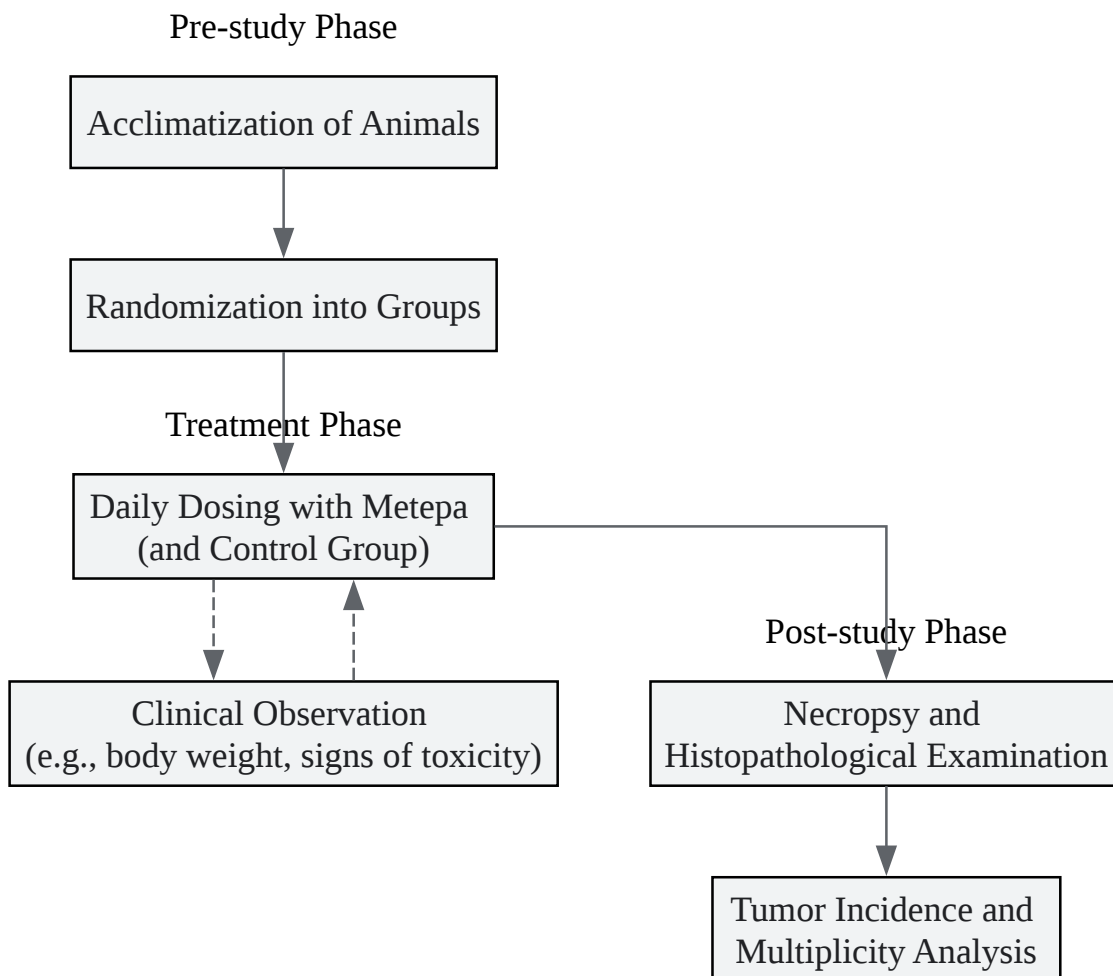 Pre-study Phase
Acclimatization of Animals
Randomization into Groups
Treatment Phase
Daily Dosing with Metepa
(and Control Group)
Clinical Observation
(e.g., body weight, signs of toxicity)
Post-study Phase
Necropsy and
Histopathological Examination
Tumor Incidence and
Multiplicity Analysis